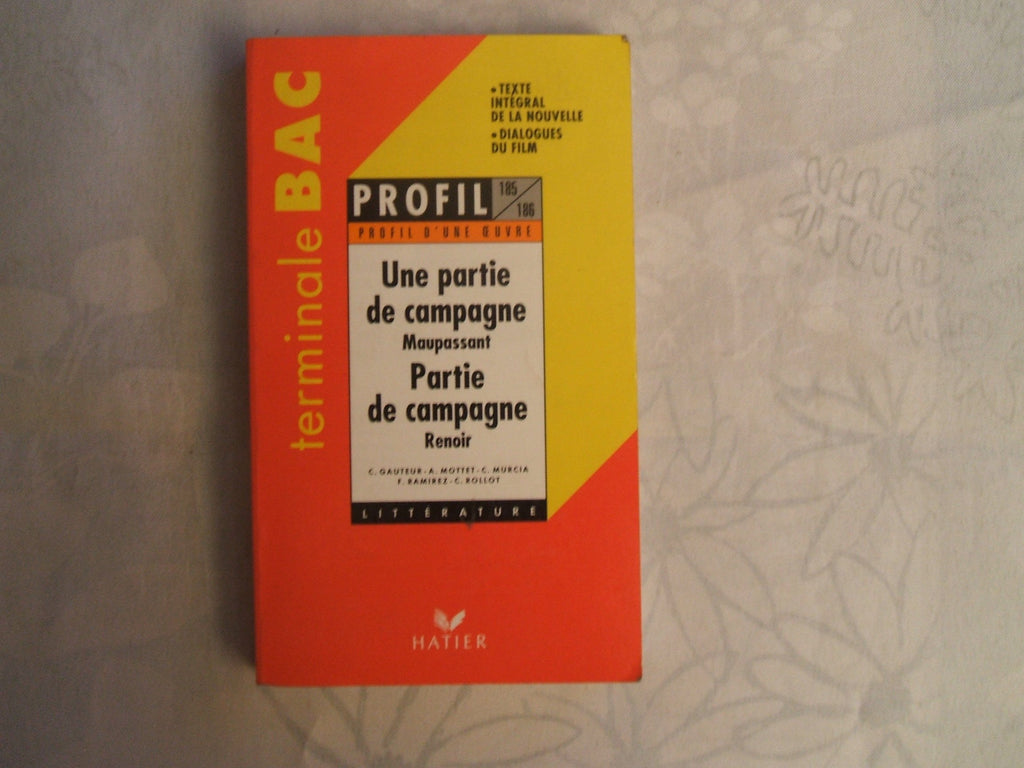 terminale BAC
• TEXTE
INTÉGRAL
DE LA NOUVELLE
• DIALOGUES
DU FILM
PROFIL 185/186
PROFIL D'UNE ŒUVRE
Une partie
de campagne
Maupassant
Partie
de campagne
Renoir
C. GAUTEUR - A. MOTTET - C. MURCIA
F. RAMIREZ - C. ROLLOT
LITTÉRATURE
HATIER